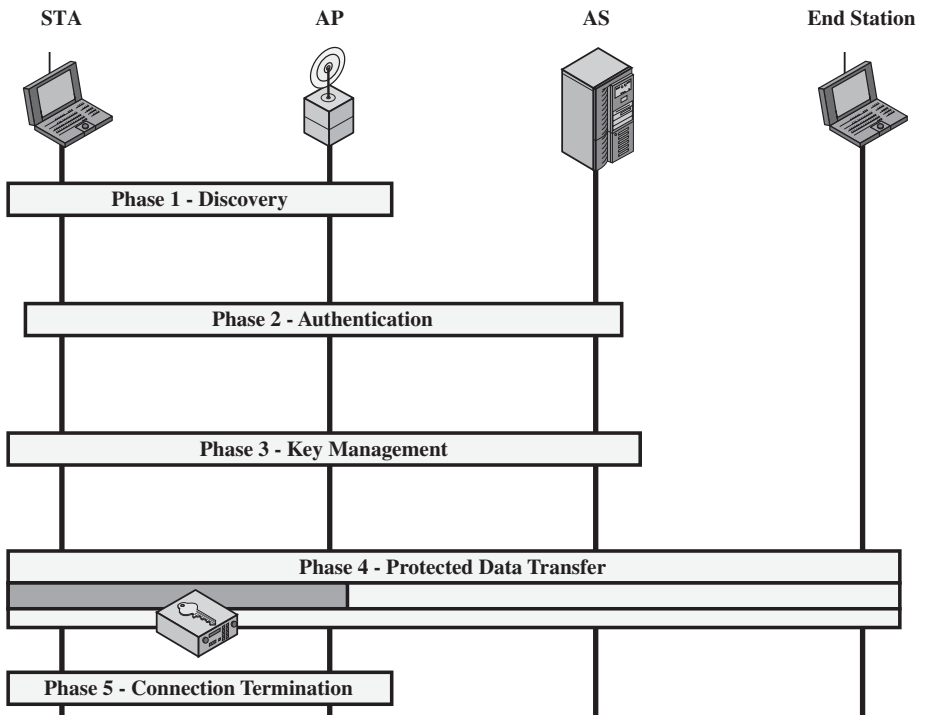 STA AP AS End Station
Phase 1 - Discovery
Phase 2 - Authentication
Phase 3 - Key Management
Phase 4 - Protected Data Transfer
Phase 5 - Connection Termination